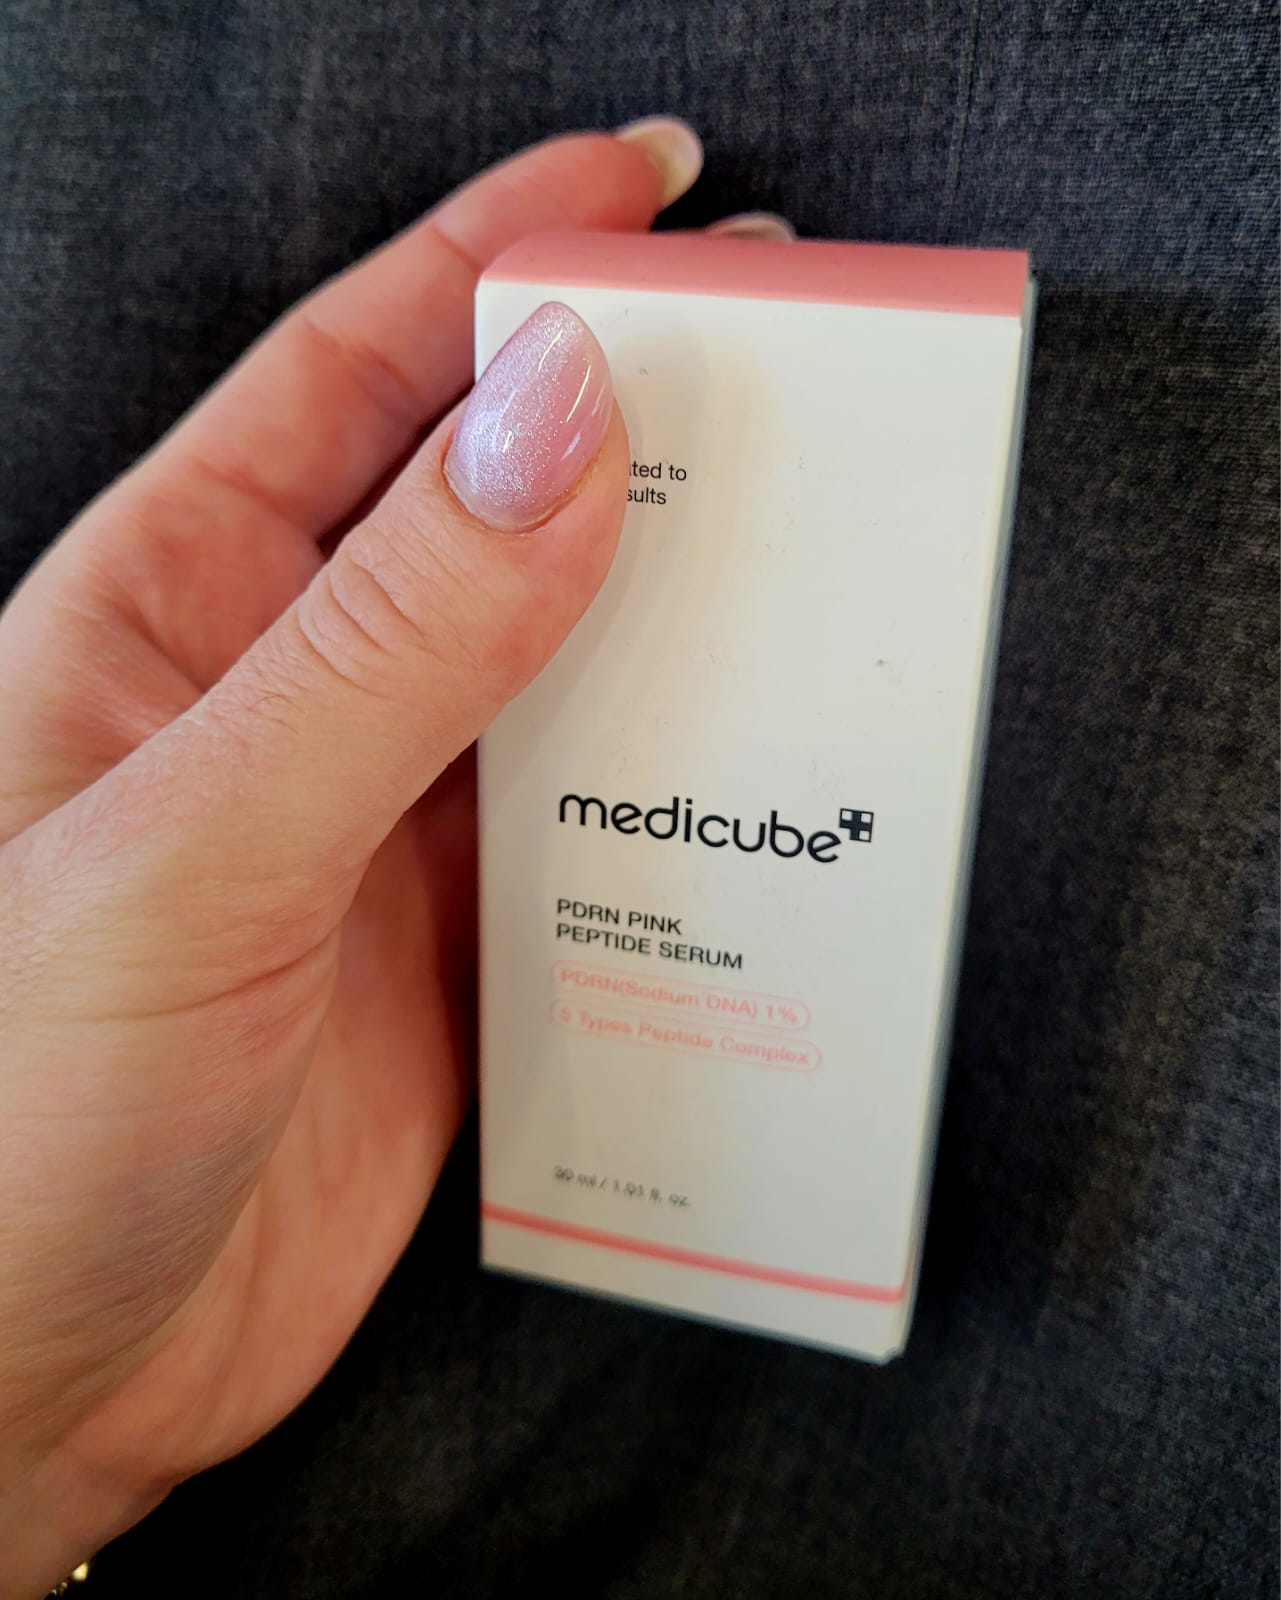 ted to
sults
medicube
PDRN PINK
PEPTIDE SERUM
PDRN(Sodium DNA) 1%
5 Types Peptide Complex
30 ml / 1.01 fl. oz.